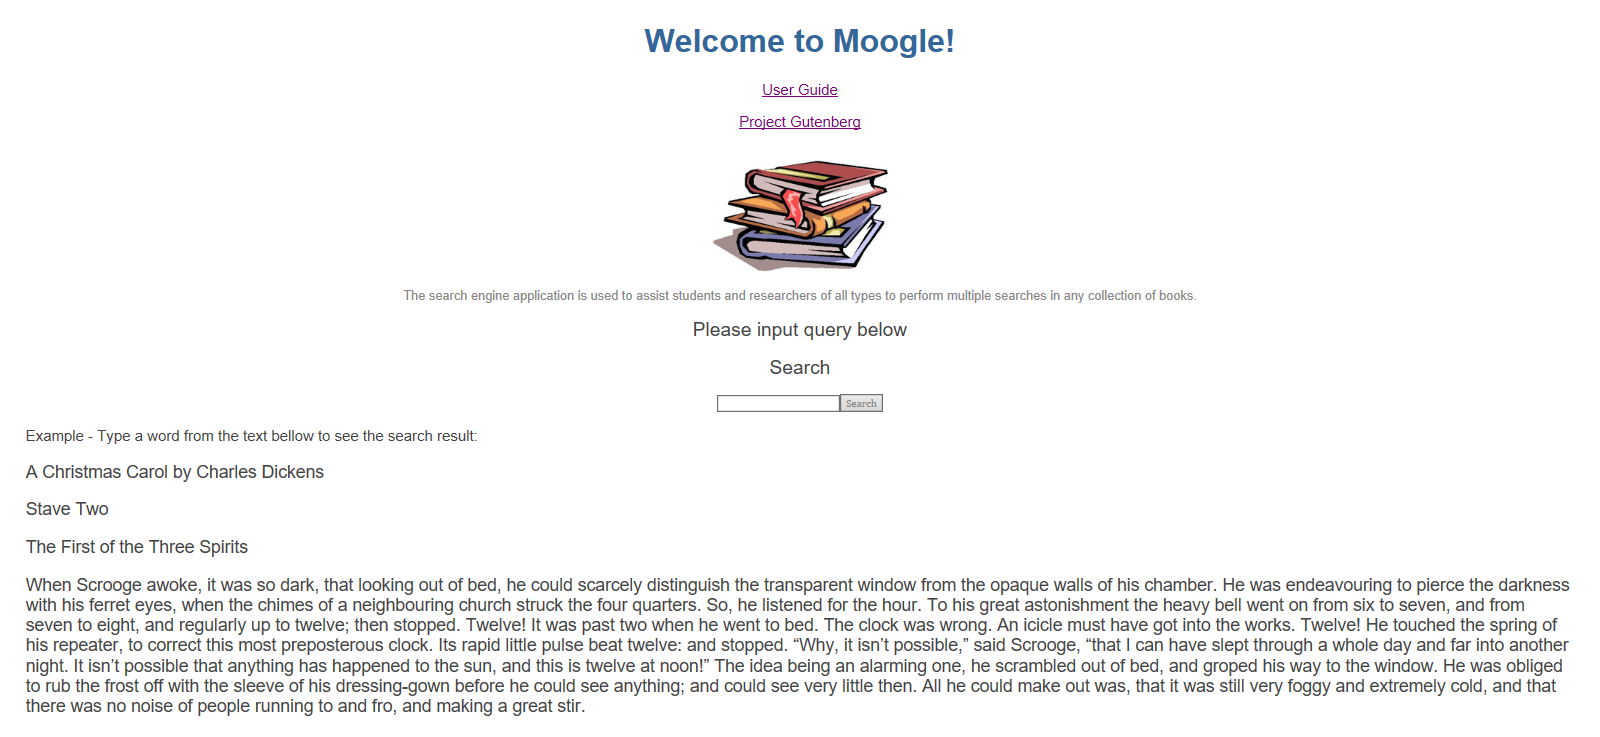 Welcome to Moogle!
User Guide
Project Gutenberg
The search engine application is used to assist students and researchers of all types to perform multiple searches in any collection of books.
Please input query below
Search
Search
Example - Type a word from the text bellow to see the search result:
A Christmas Carol by Charles Dickens
Stave Two
The First of the Three Spirits
When Scrooge awoke, it was so dark, that looking out of bed, he could scarcely distinguish the transparent window from the opaque walls of his chamber. He was endeavouring to pierce the darkness
with his ferret eyes, when the chimes of a neighbouring church struck the four quarters. So, he listened for the hour. To his great astonishment the heavy bell went on from six to seven, and from
seven to eight, and regularly up to twelve; then stopped. Twelve! It was past two when he went to bed. The clock was wrong. An icicle must have got into the works. Twelve! He touched the spring of
his repeater, to correct this most preposterous clock. Its rapid little pulse beat twelve: and stopped. “Why, it isn’t possible,” said Scrooge, “that I can have slept through a whole day and far into another
night. It isn’t possible that anything has happened to the sun, and this is twelve at noon!” The idea being an alarming one, he scrambled out of bed, and groped his way to the window. He was obliged
to rub the frost off with the sleeve of his dressing-gown before he could see anything; and could see very little then. All he could make out was, that it was still very foggy and extremely cold, and that
there was no noise of people running to and fro, and making a great stir.